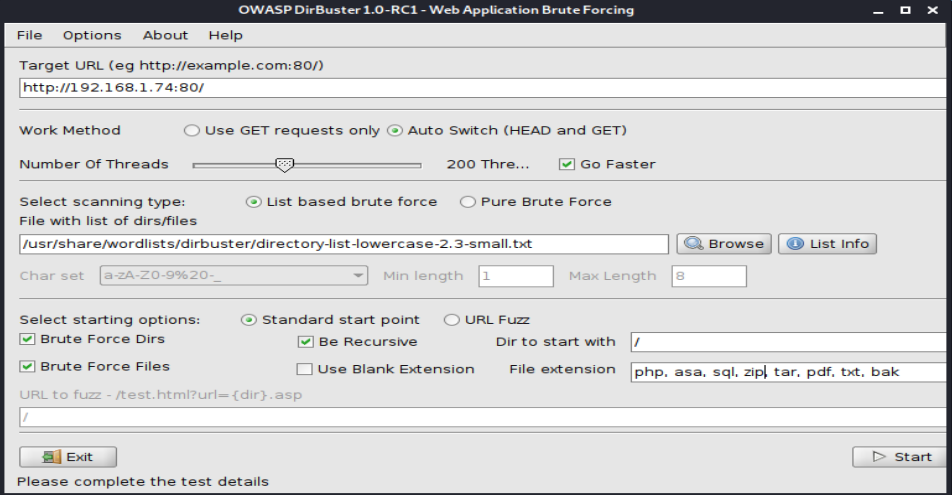 OWASP DirBuster 1.0-RC1 - Web Application Brute Forcing
File Options About Help
Target URL (eg http://example.com:80/)
http://192.168.1.74:80/
Work Method Use GET requests only Auto Switch (HEAD and GET)
Number Of Threads 200 Thre... Go Faster
Select scanning type: List based brute force Pure Brute Force
File with list of dirs/files
/usr/share/wordlists/dirbuster/directory-list-lowercase-2.3-small.txt Browse List Info
Char set a-zA-Z0-9%20-_ Min length 1 Max Length 8
Select starting options: Standard start point URL Fuzz
Brute Force Dirs Be Recursive Dir to start with /
Brute Force Files Use Blank Extension File extension php, asa, sql, zip, tar, pdf, txt, bak
URL to fuzz - /test.html?url={dir}.asp
/
Exit Start
Please complete the test details